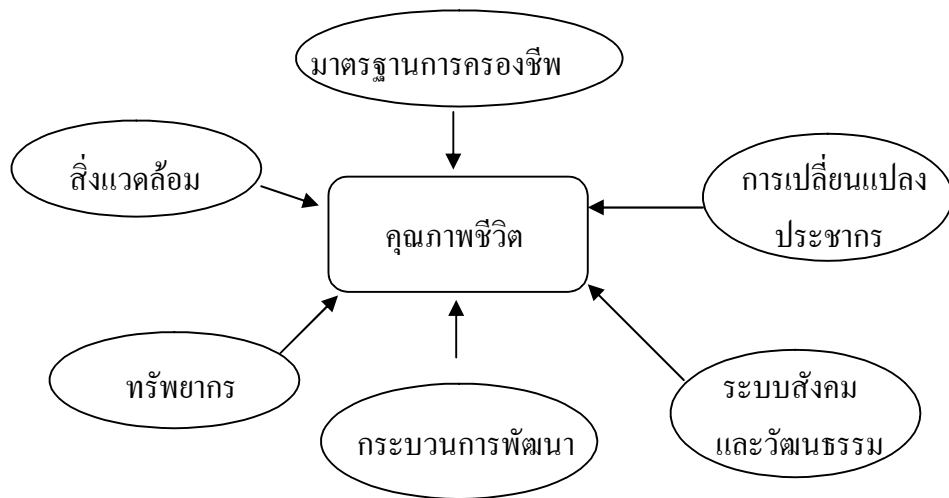 มาตรฐานการครองชีพ
สิ่งแวดล้อม
การเปลี่ยนแปลง
ประชากร
คุณภาพชีวิต
ทรัพยากร
กระบวนการพัฒนา
ระบบสังคม
และวัฒนธรรม